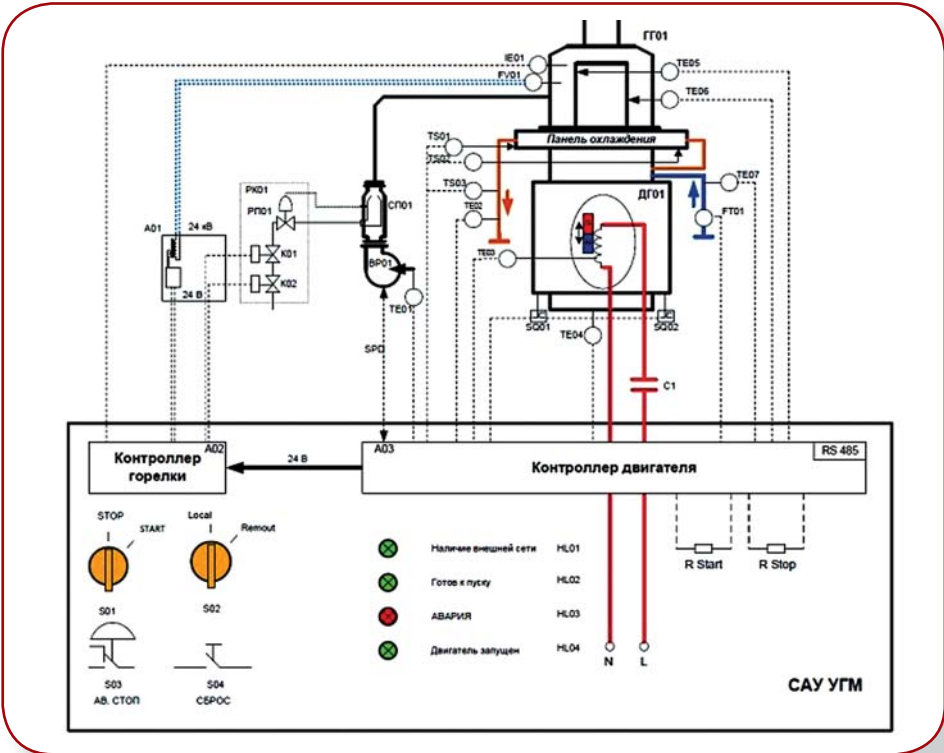 ГГ01
IE01
TE05
FV01
TE06
TS01
Панель охлаждения
TS02
РК01
TS03
TE07
СП01
ДГ01
РП01
TE02
FT01
A01
24 кВ
К01
TE03
ВР01
К02
24 В
TE01
SQ01
SQ02
TE04
SPD
C1
A02
A03
RS 485
Контроллер
горелки
24 В
Контроллер двигателя
STOP
START
Local
Remout
Наличие внешней сети HL01
R Start
R Stop
Готов к пуску HL02
S01
S02
АВАРИЯ HL03
Двигатель запущен HL04
N
L
S03
АВ. СТОП
S04
СБРОС
САУ УГМ